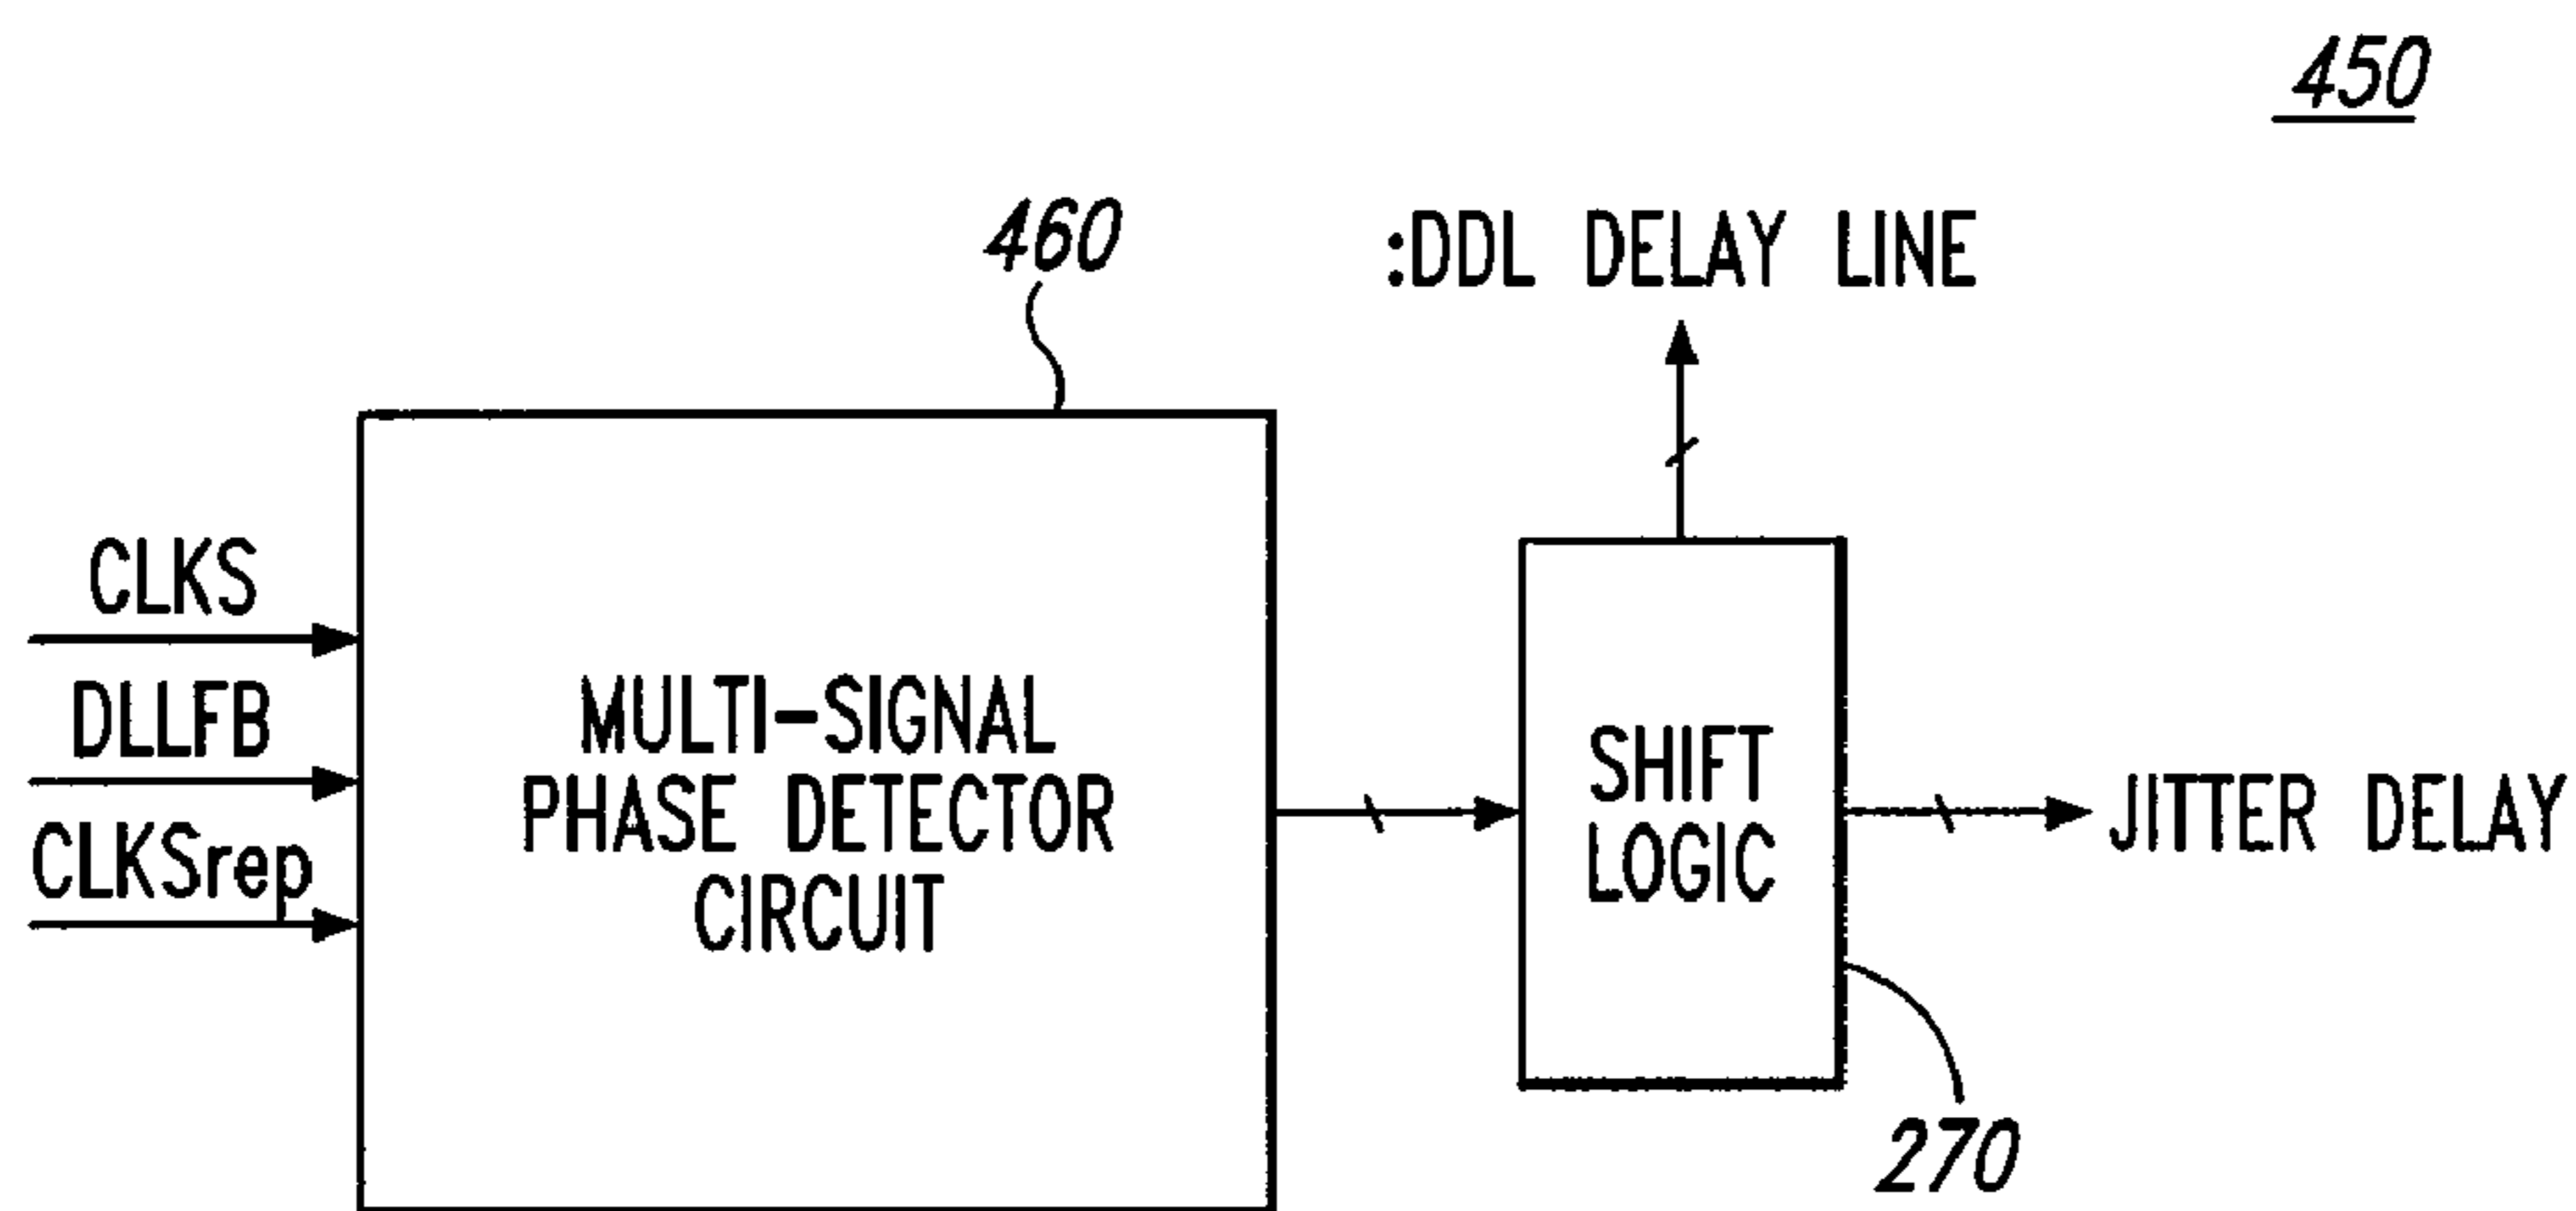 450
460
:DDL DELAY LINE
CLKS
DLLFB
CLKSrep
MULTI-SIGNAL
PHASE DETECTOR
CIRCUIT
SHIFT
LOGIC
JITTER DELAY
270